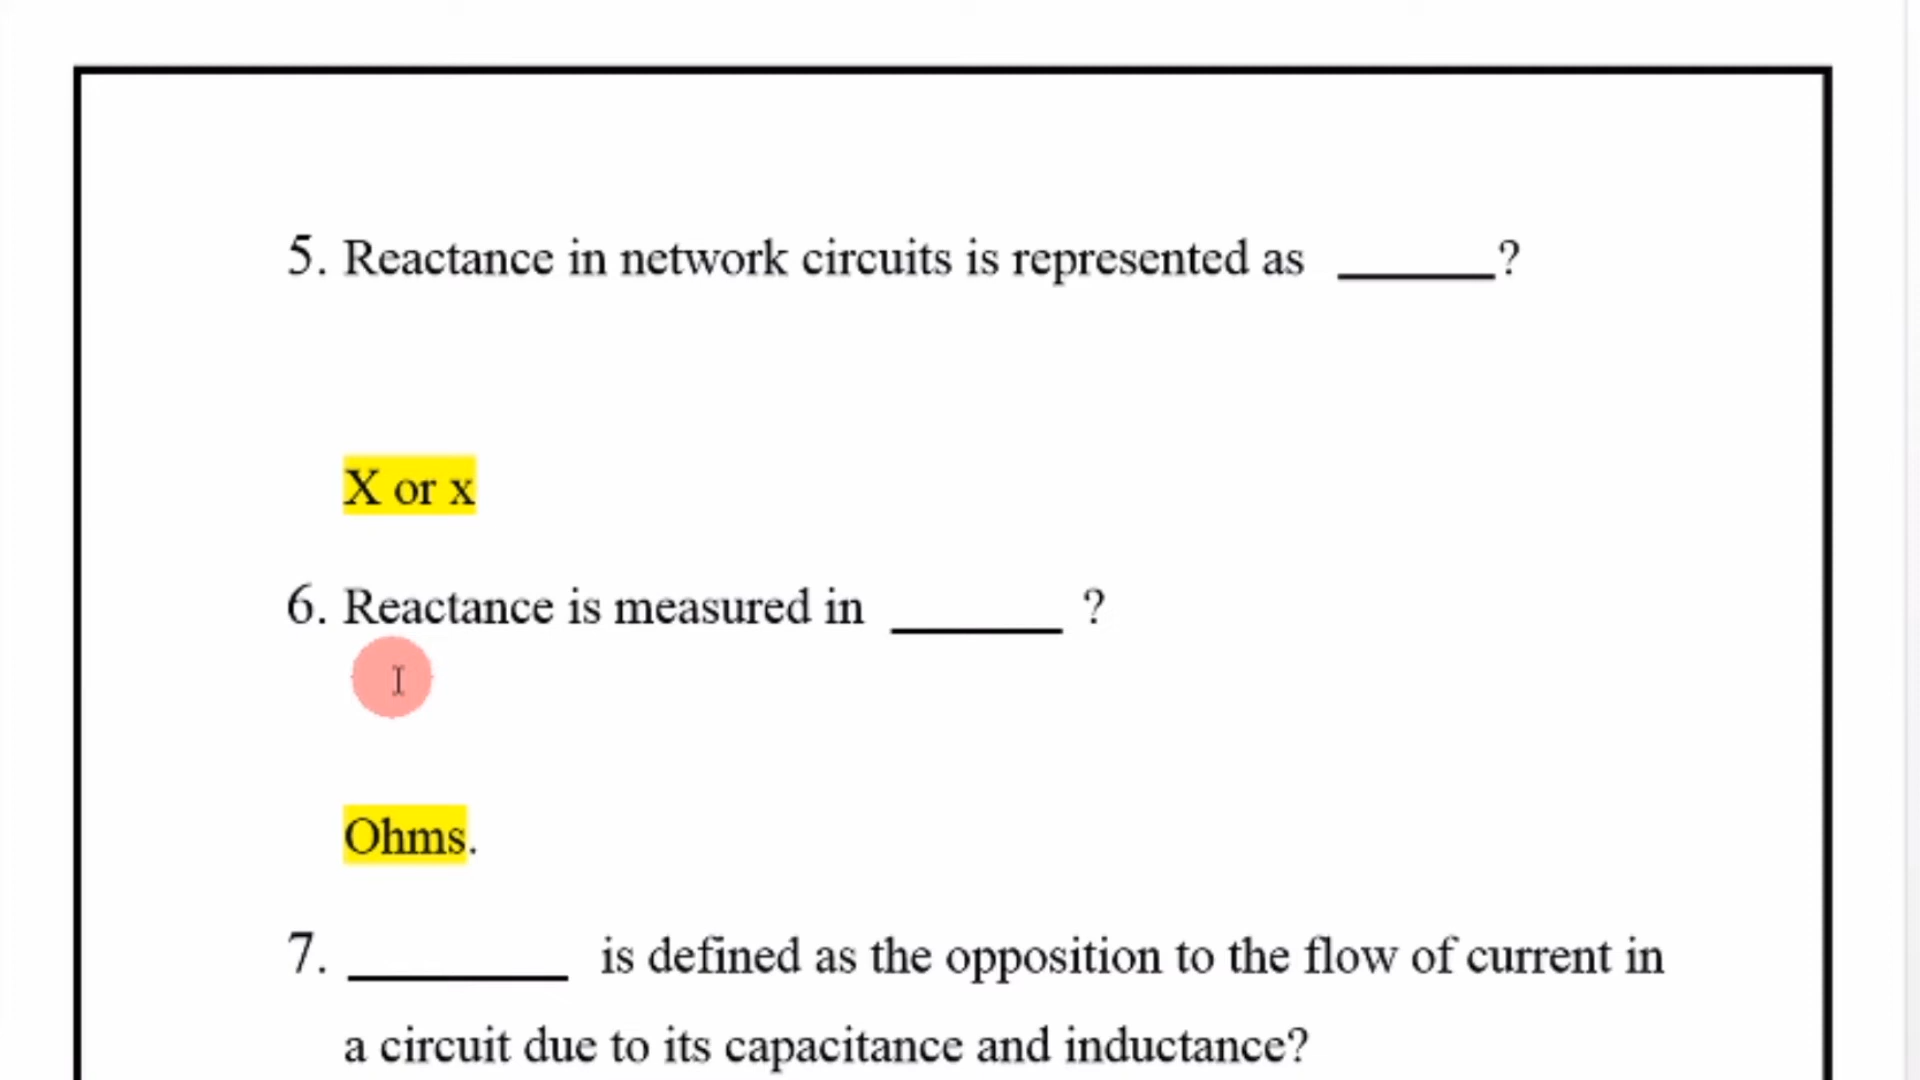 5. Reactance in network circuits is represented as ______?
X or x
6. Reactance is measured in ______ ?
Ohms.
7. ________ is defined as the opposition to the flow of current in
a circuit due to its capacitance and inductance?